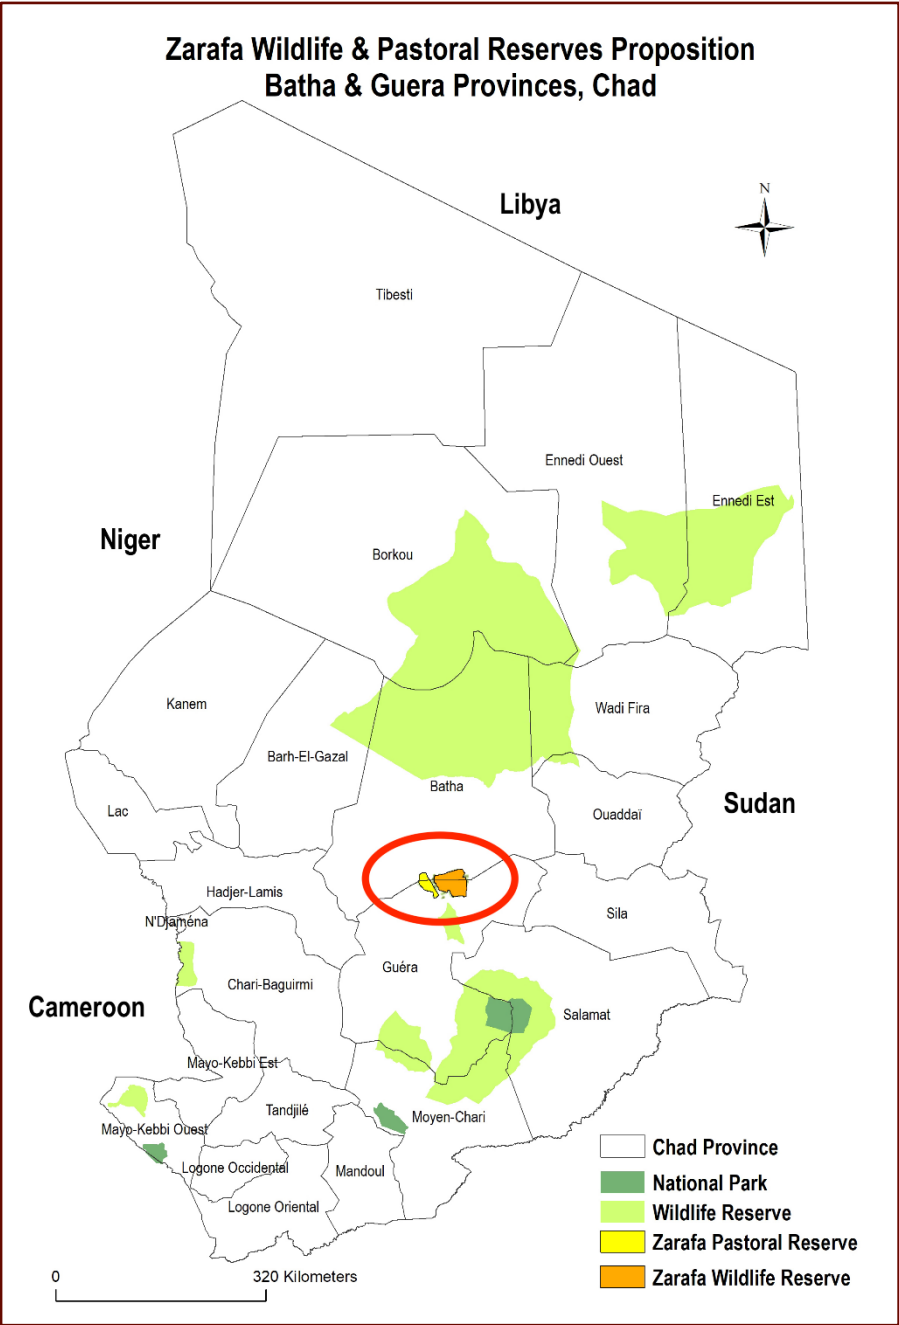 Zarafa Wildlife & Pastoral Reserves Proposition
Batha & Guera Provinces, Chad
Libya
N
Tibesti
Ennedi Ouest
Ennedi Est
Niger
Borkou
Kanem
Wadi Fira
Barh-El-Gazal
Batha
Sudan
Lac
Ouaddaï
Hadjer-Lamis
Sila
N'Djaména
Guéra
Chari-Baguirmi
Cameroon
Salamat
Mayo-Kebbi Est
Tandjilé
Moyen-Chari
Mayo-Kebbi Ouest
Logone Occidental
Mandoul
Logone Oriental
Chad Province
National Park
Wildlife Reserve
Zarafa Pastoral Reserve
Zarafa Wildlife Reserve
0 320 Kilometers